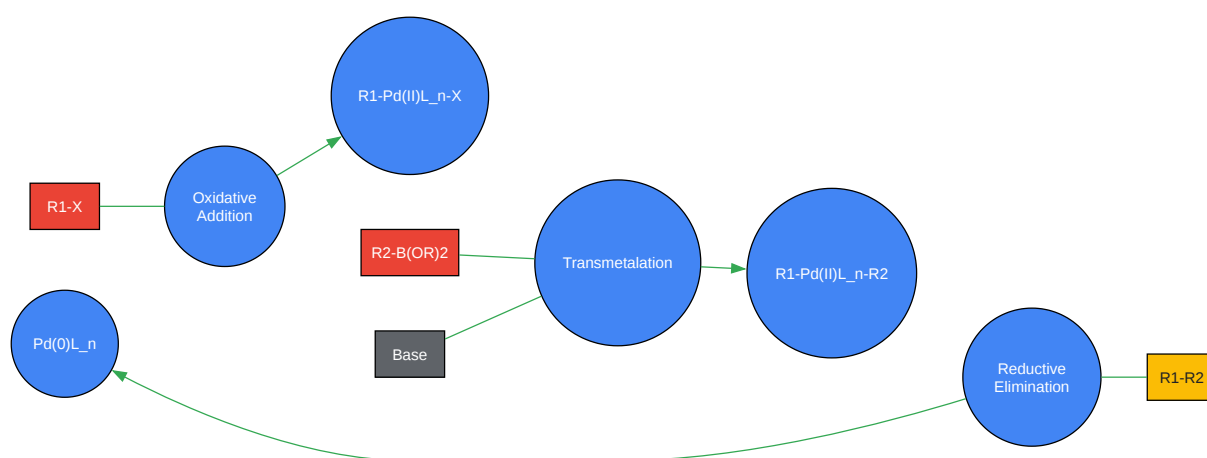 R1-Pd(II)L_n-X
Oxidative
Addition
R1-X
R2-B(OR)2
Transmetalation
R1-Pd(II)L_n-R2
Pd(0)L_n
Base
Reductive
Elimination
R1-R2